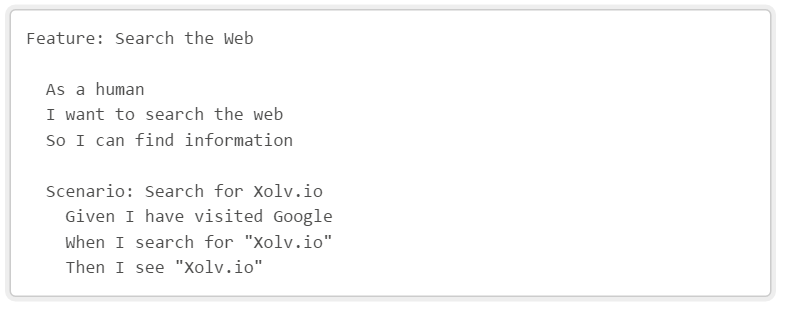 Feature: Search the Web
As a human
I want to search the web
So I can find information
Scenario: Search for Xolv.io
Given I have visited Google
When I search for "Xolv.io"
Then I see "Xolv.io"